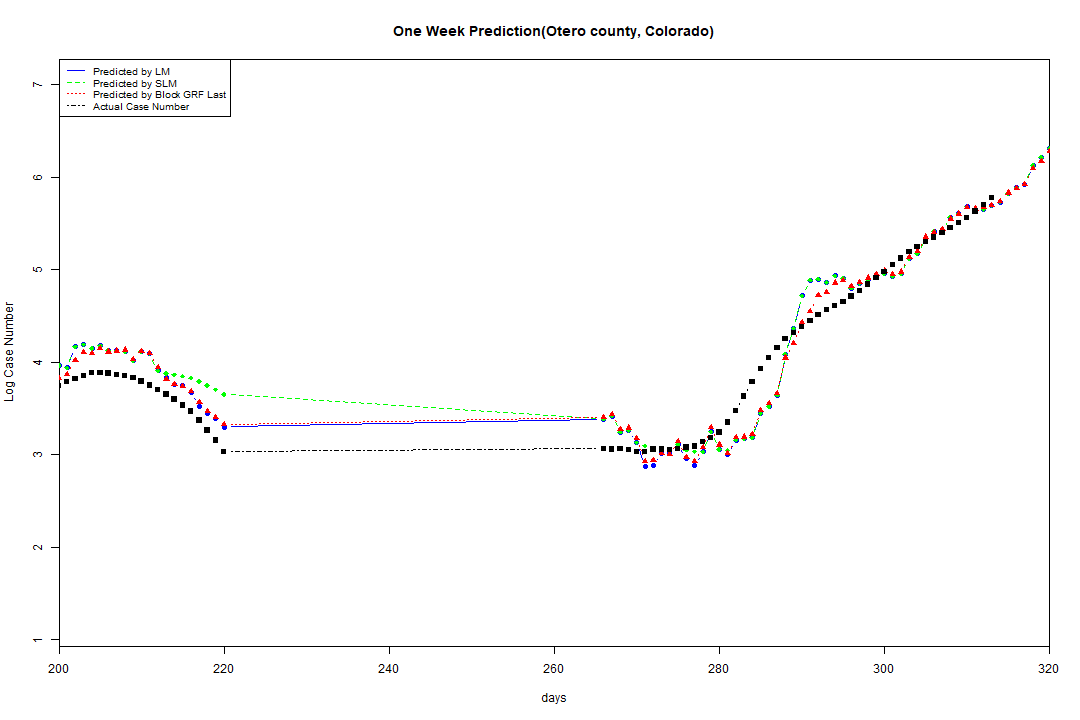 One Week Prediction(Otero county, Colorado)
Predicted by LM
Predicted by SLM
Predicted by Block GRF Last
Actual Case Number
7
6
5
4
3
2
1
Log Case Number
200 220 240 260 280 300 320
days